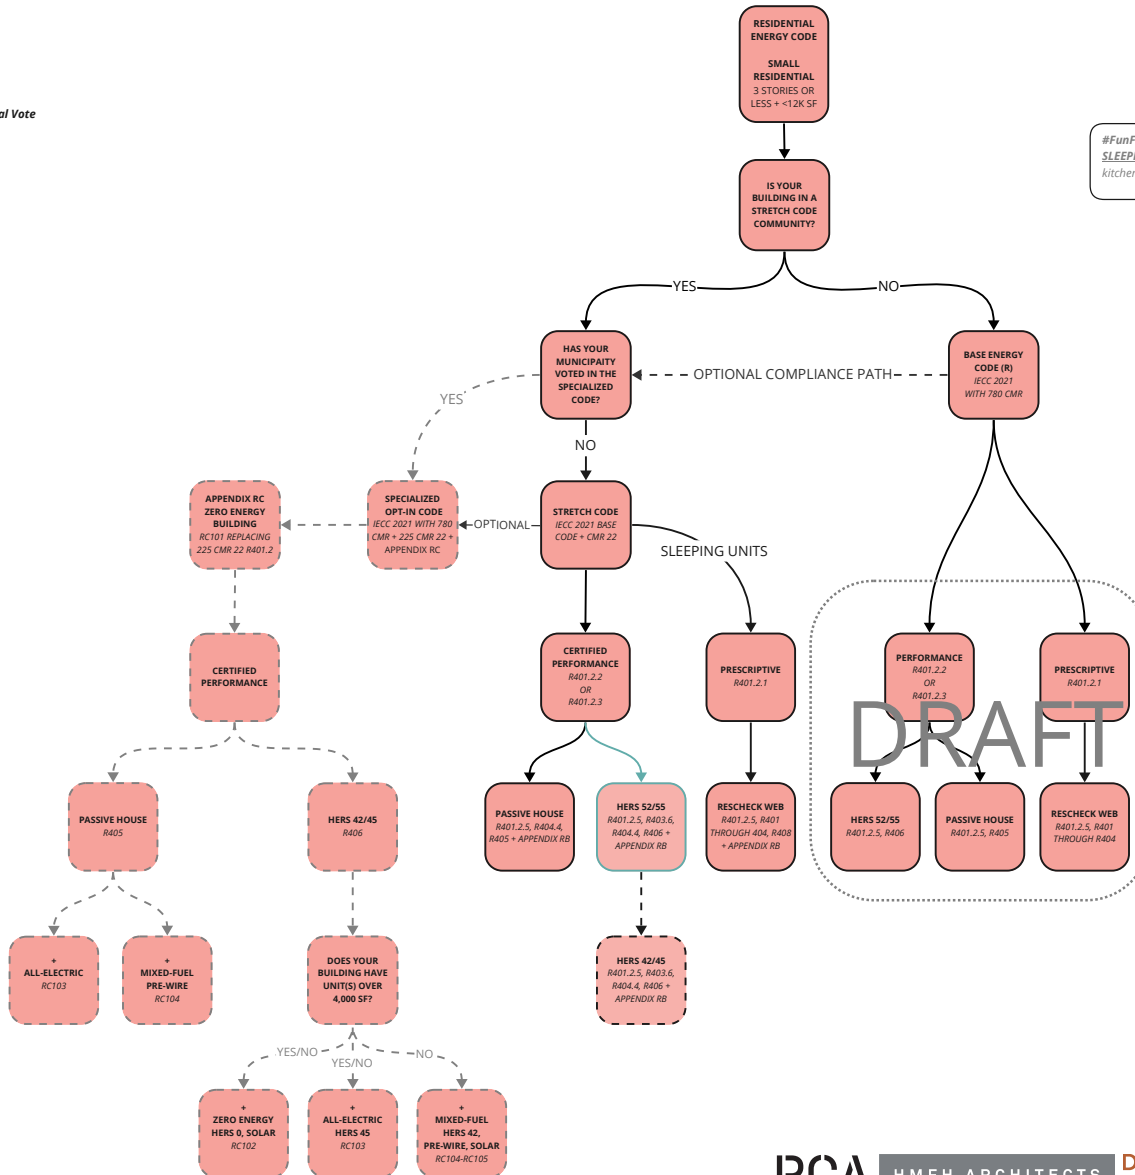 RESIDENTIAL
ENERGY CODE
SMALL
RESIDENTIAL
3 STORIES OR
LESS + <12K SF
al Vote
#FunF
SLEEPI
kitchen
IS YOUR
BUILDING IN A
STRETCH CODE
COMMUNITY?
YES
NO
HAS YOUR
MUNICIPAITY
VOTED IN THE
SPECIALIZED
CODE?
OPTIONAL COMPLIANCE PATH
BASE ENERGY
CODE (R)
IECC 2021
WITH 780 CMR
YES
NO
APPENDIX RC
ZERO ENERGY
BUILDING
RC101 REPLACING
225 CMR 22 R401.2
SPECIALIZED
OPT-IN CODE
IECC 2021 WITH 780
CMR + 225 CMR 22 +
APPENDIX RC
OPTIONAL
STRETCH CODE
IECC 2021 BASE
CODE + CMR 22
SLEEPING UNITS
CERTIFIED
PERFORMANCE
CERTIFIED
PERFORMANCE
R401.2.2
OR
R401.2.3
PRESCRIPTIVE
R401.2.1
PERFORMANCE
R401.2.2
OR
R401.2.3
PRESCRIPTIVE
R401.2.1
DRAFT
PASSIVE HOUSE
R405
HERS 42/45
R406
PASSIVE HOUSE
R401.2.5, R404.4,
R405 + APPENDIX RB
HERS 52/55
R401.2.5, R403.6,
R404.4, R406 +
APPENDIX RB
RESCHECK WEB
R401.2.5, R401
THROUGH 404, R408
+ APPENDIX RB
HERS 52/55
R401.2.5, R406
PASSIVE HOUSE
R401.2.5, R405
RESCHECK WEB
R401.2.5, R401
THROUGH R404
+
ALL-ELECTRIC
RC103
+
MIXED-FUEL
PRE-WIRE
RC104
DOES YOUR
BUILDING HAVE
UNIT(S) OVER
4,000 SF?
HERS 42/45
R401.2.5, R403.6,
R404.4, R406 +
APPENDIX RB
YES/NO
YES/NO
NO
+
ZERO ENERGY
HERS 0, SOLAR
RC102
+
ALL-ELECTRIC
HERS 45
RC103
+
MIXED-FUEL
HERS 42,
PRE-WIRE, SOLAR
RC104-RC105